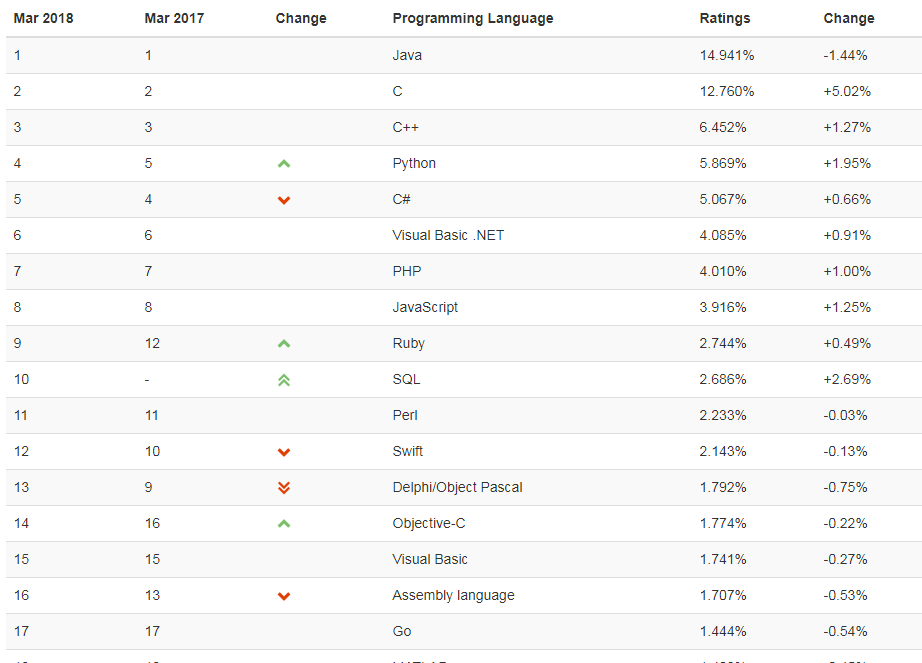 Mar 2018 Mar 2017 Change Programming Language Ratings Change
1 1 Java 14.941% -1.44%
2 2 C 12.760% +5.02%
3 3 C++ 6.452% +1.27%
4 5 Python 5.869% +1.95%
5 4 C# 5.067% +0.66%
6 6 Visual Basic .NET 4.085% +0.91%
7 7 PHP 4.010% +1.00%
8 8 JavaScript 3.916% +1.25%
9 12 Ruby 2.744% +0.49%
10 - SQL 2.686% +2.69%
11 11 Perl 2.233% -0.03%
12 10 Swift 2.143% -0.13%
13 9 Delphi/Object Pascal 1.792% -0.75%
14 16 Objective-C 1.774% -0.22%
15 15 Visual Basic 1.741% -0.27%
16 13 Assembly language 1.707% -0.53%
17 17 Go 1.444% -0.54%